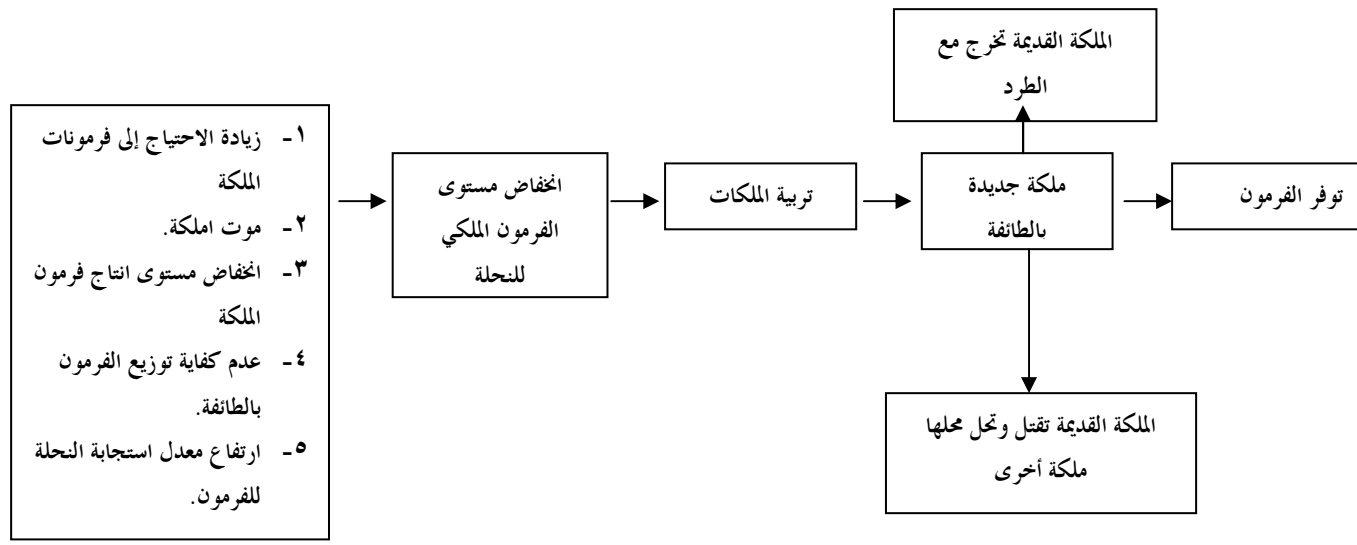 الملكة القديمة تخرج مع
الطرد
١- زيادة الاحتياج إلى فرمونات
الملكة
٢- موت املكة.
٣- انخفاض مستوى انتاج فرمون
الملكة
٤- عدم كفاية توزيع الفرمون
بالطائفة.
٥- ارتفاع معدل استجابة النحلة
للفرمون.
انخفاض مستوى
الفرمون الملكي
للنحلة
تربية الملكات
ملكة جديدة
بالطائفة
توفر الفرمون
الملكة القديمة تقتل وتحل محلها
ملكة أخرى